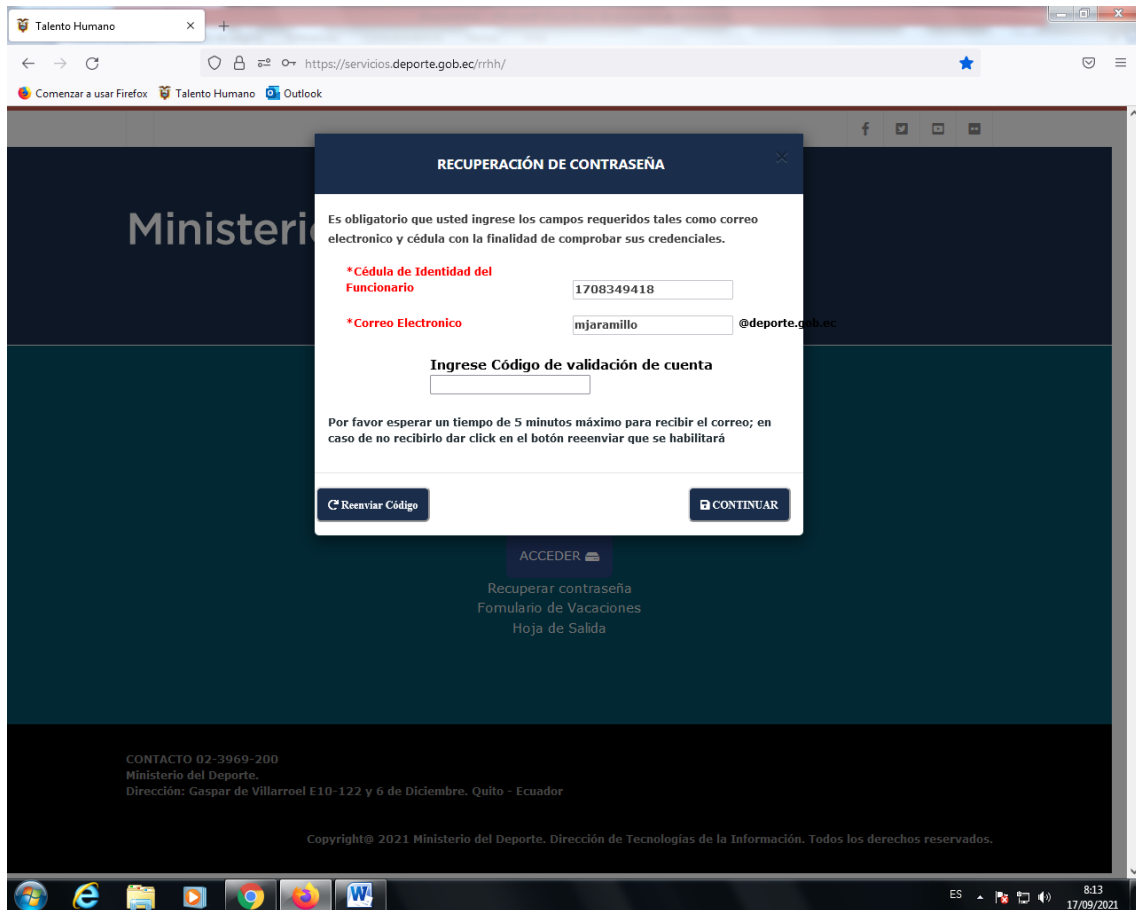 Talento Humano
https://servicios.deporte.gob.ec/rrhh/
Comenzar a usar Firefox Talento Humano Outlook
RECUPERACIÓN DE CONTRASEÑA
Ministeri
Es obligatorio que usted ingrese los campos requeridos tales como correo
electronico y cédula con la finalidad de comprobar sus credenciales.
*Cédula de Identidad del
Funcionario
1708349418
*Correo Electronico mjaramillo @deporte.gob.ec
Ingrese Código de validación de cuenta
Por favor esperar un tiempo de 5 minutos máximo para recibir el correo; en
caso de no recibirlo dar click en el botón reeenviar que se habilitará
Reenviar Código CONTINUAR
ACCEDER
Recuperar contraseña
Fomulario de Vacaciones
Hoja de Salida
CONTACTO 02-3969-200
Ministerio del Deporte.
Dirección: Gaspar de Villarroel E10-122 y 6 de Diciembre. Quito - Ecuador
Copyright@ 2021 Ministerio del Deporte. Dirección de Tecnologías de la Información. Todos los derechos reservados.
ES 8:13
17/09/2021